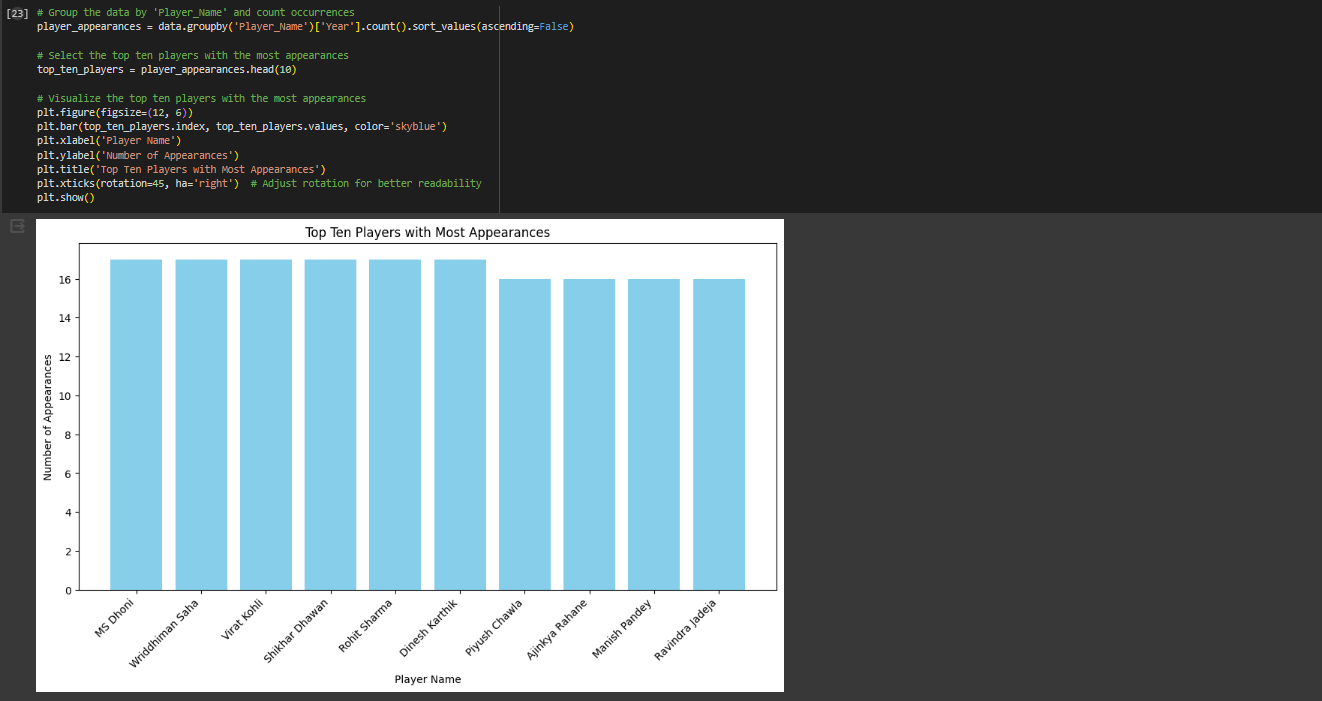 [23] # Group the data by 'Player_Name' and count occurrences
player_appearances = data.groupby('Player_Name')['Year'].count().sort_values(ascending=False)
# Select the top ten players with the most appearances
top_ten_players = player_appearances.head(10)
# Visualize the top ten players with the most appearances
plt.figure(figsize=(12, 6))
plt.bar(top_ten_players.index, top_ten_players.values, color='skyblue')
plt.xlabel('Player Name')
plt.ylabel('Number of Appearances')
plt.title('Top Ten Players with Most Appearances')
plt.xticks(rotation=45, ha='right')  # Adjust rotation for better readability
plt.show()
Top Ten Players with Most Appearances
Number of Appearances
16
14
12
10
8
6
4
2
0
MS Dhoni
Wriddhiman Saha
Virat Kohli
Shikhar Dhawan
Rohit Sharma
Dinesh Karthik
Piyush Chawla
Ajinkya Rahane
Manish Pandey
Ravindra Jadeja
Player Name